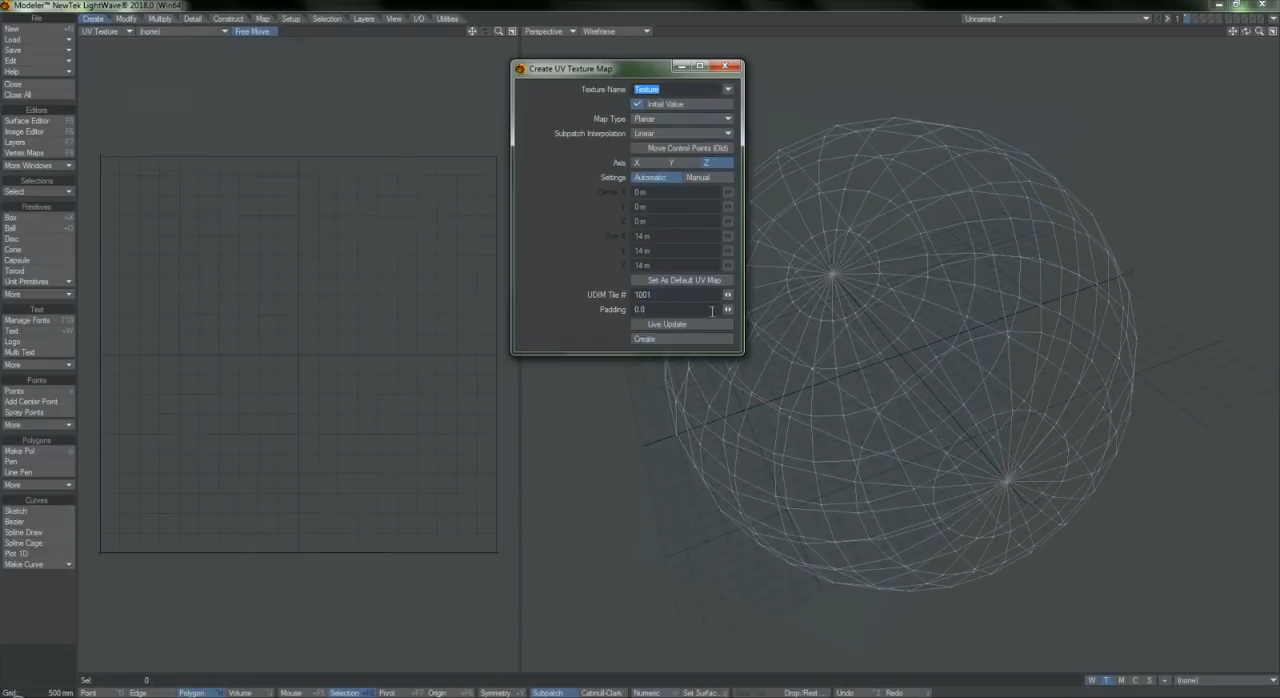 Modeler™ NewTek LightWave® 2018.0 (Win64)
File
Create Modify Multiply Detail Construct Map Setup Selection Layers View I/O Utilities
Unnamed *
1
New
Load
Save
Edit
Help
Close
Close All
Editors
Surface Editor F5
Image Editor F6
Layers F7
Vertex Maps F8
More Windows
Selections
Select
Primitives
Box
Ball
Disc
Cone
Capsule
Toroid
Unit Primitives
More
Text
Manage Fonts F10
Text
Logo
Multi Text
More
Points
Points
Add Center Point
Spray Points
More
Polygons
Make Pol
Pen
Line Pen
More
Curves
Sketch
Bezier
Spline Draw
Spline Cage
Plot 1D
Make Curve
UV Texture (none) Free Move
Perspective Wireframe
Create UV Texture Map
Texture Name Texture
Initial Value
Map Type Planar
Subpatch Interpolation Linear
Move Control Points (Old)
Axis X Y Z
Settings Automatic Manual
Center X 0 m
Y 0 m
Z 0 m
Size X 14 m
Y 14 m
Z 14 m
Set As Default UV Map
UDIM Tile # 1001
Padding 0.0
Live Update
Create
Sel: 0
W T M C S - (none)
Grid: 500 mm
Point Edge Polygon Volume Mouse Selection Pivot Origin Symmetry Subpatch Catmull-Clark Numeric Set Surfac... Drop/Rest... Undo Redo